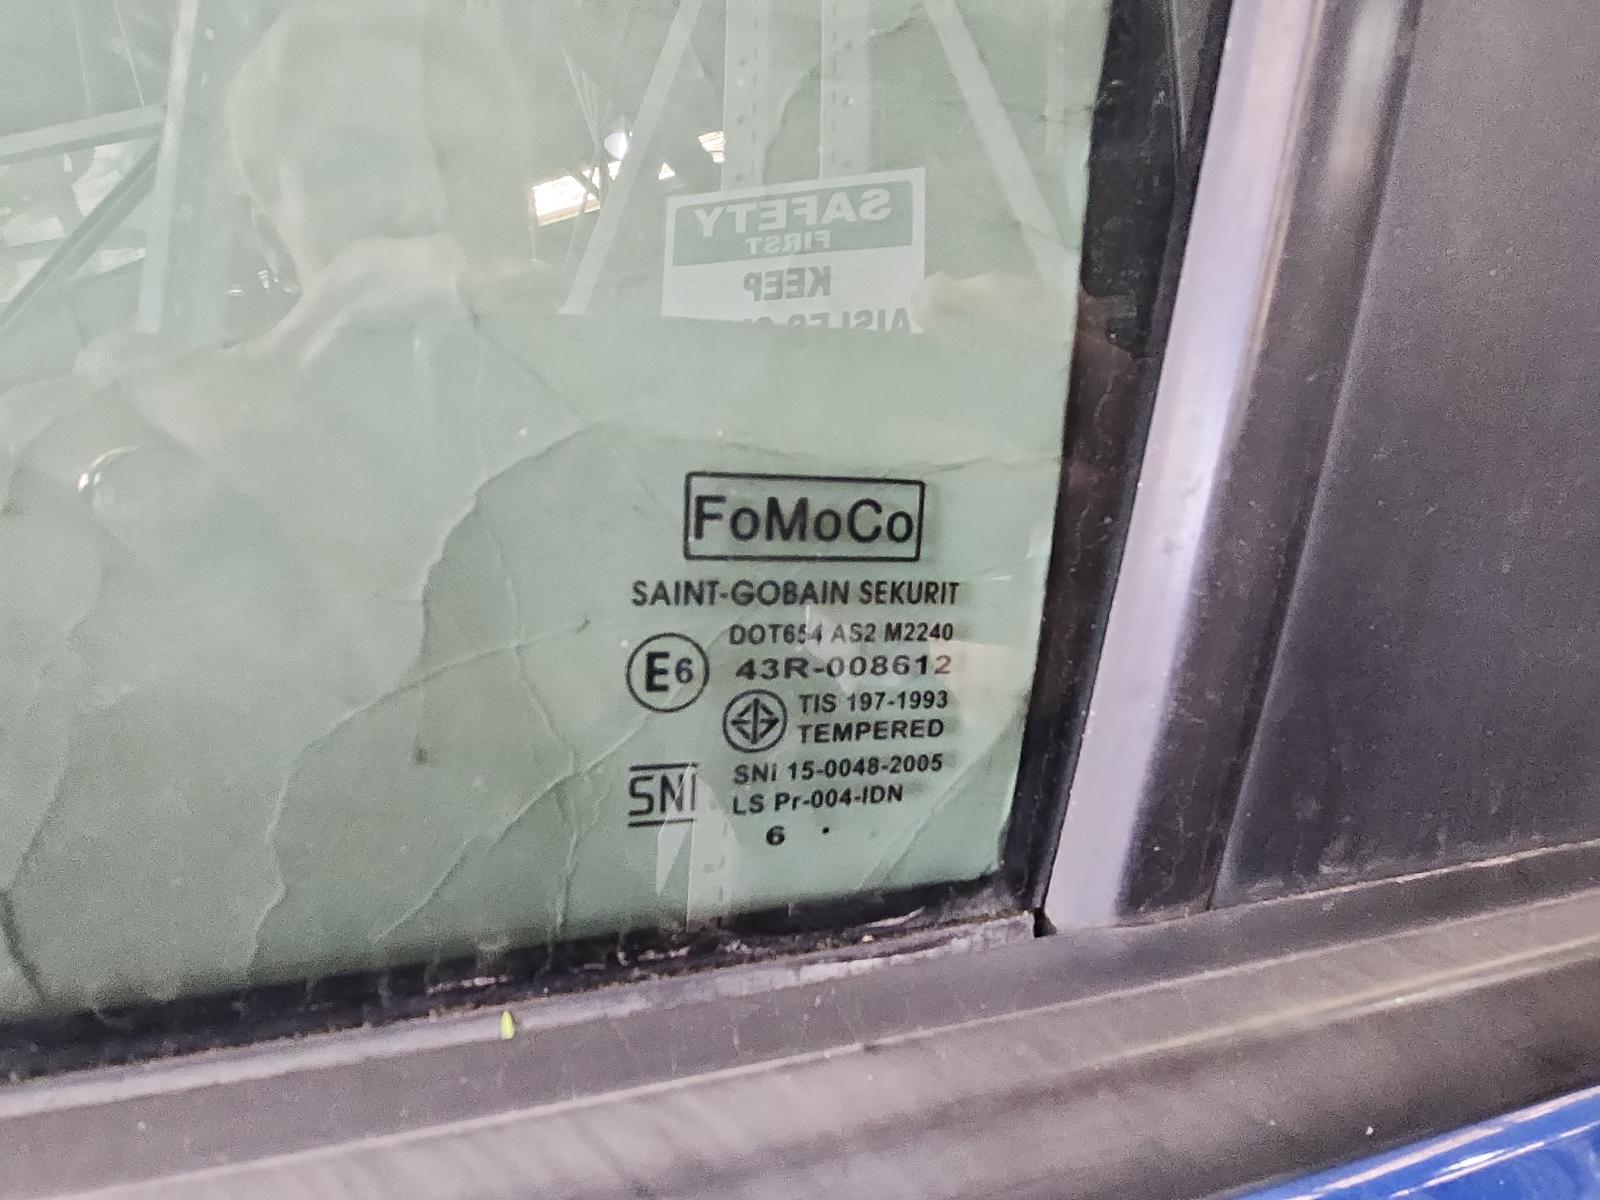 SAFETY
FIRST
KEEP
AISLES
FoMoCo
SAINT-GOBAIN SEKURIT
DOT654 AS2 M2240
E6 43R-008612
TIS 197-1993
TEMPERED
SNI SNi 15-0048-2005
LS Pr-004-IDN
6 .